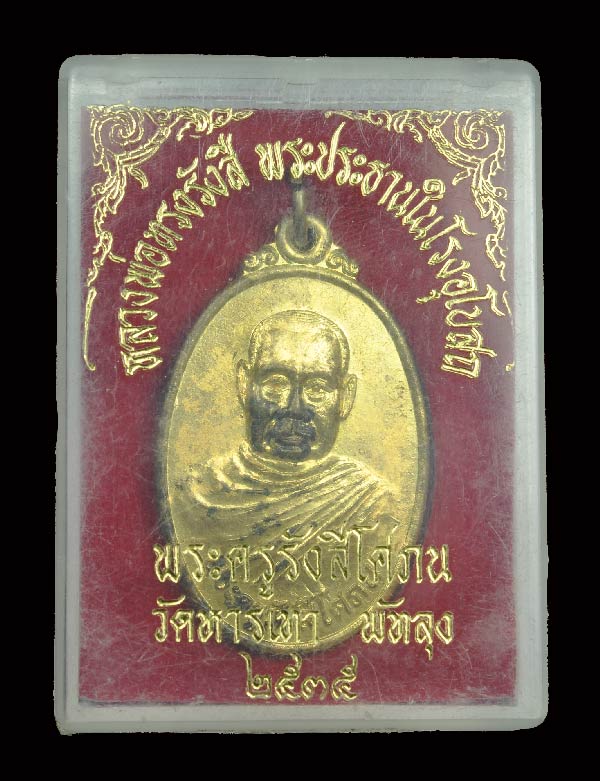 หลวงพ่อทรงรังสี พระประธานในโรงอุโบสถ
พระครูรังสีโศภน
วัดหารเทา พัทลุง
๒๕๓๕